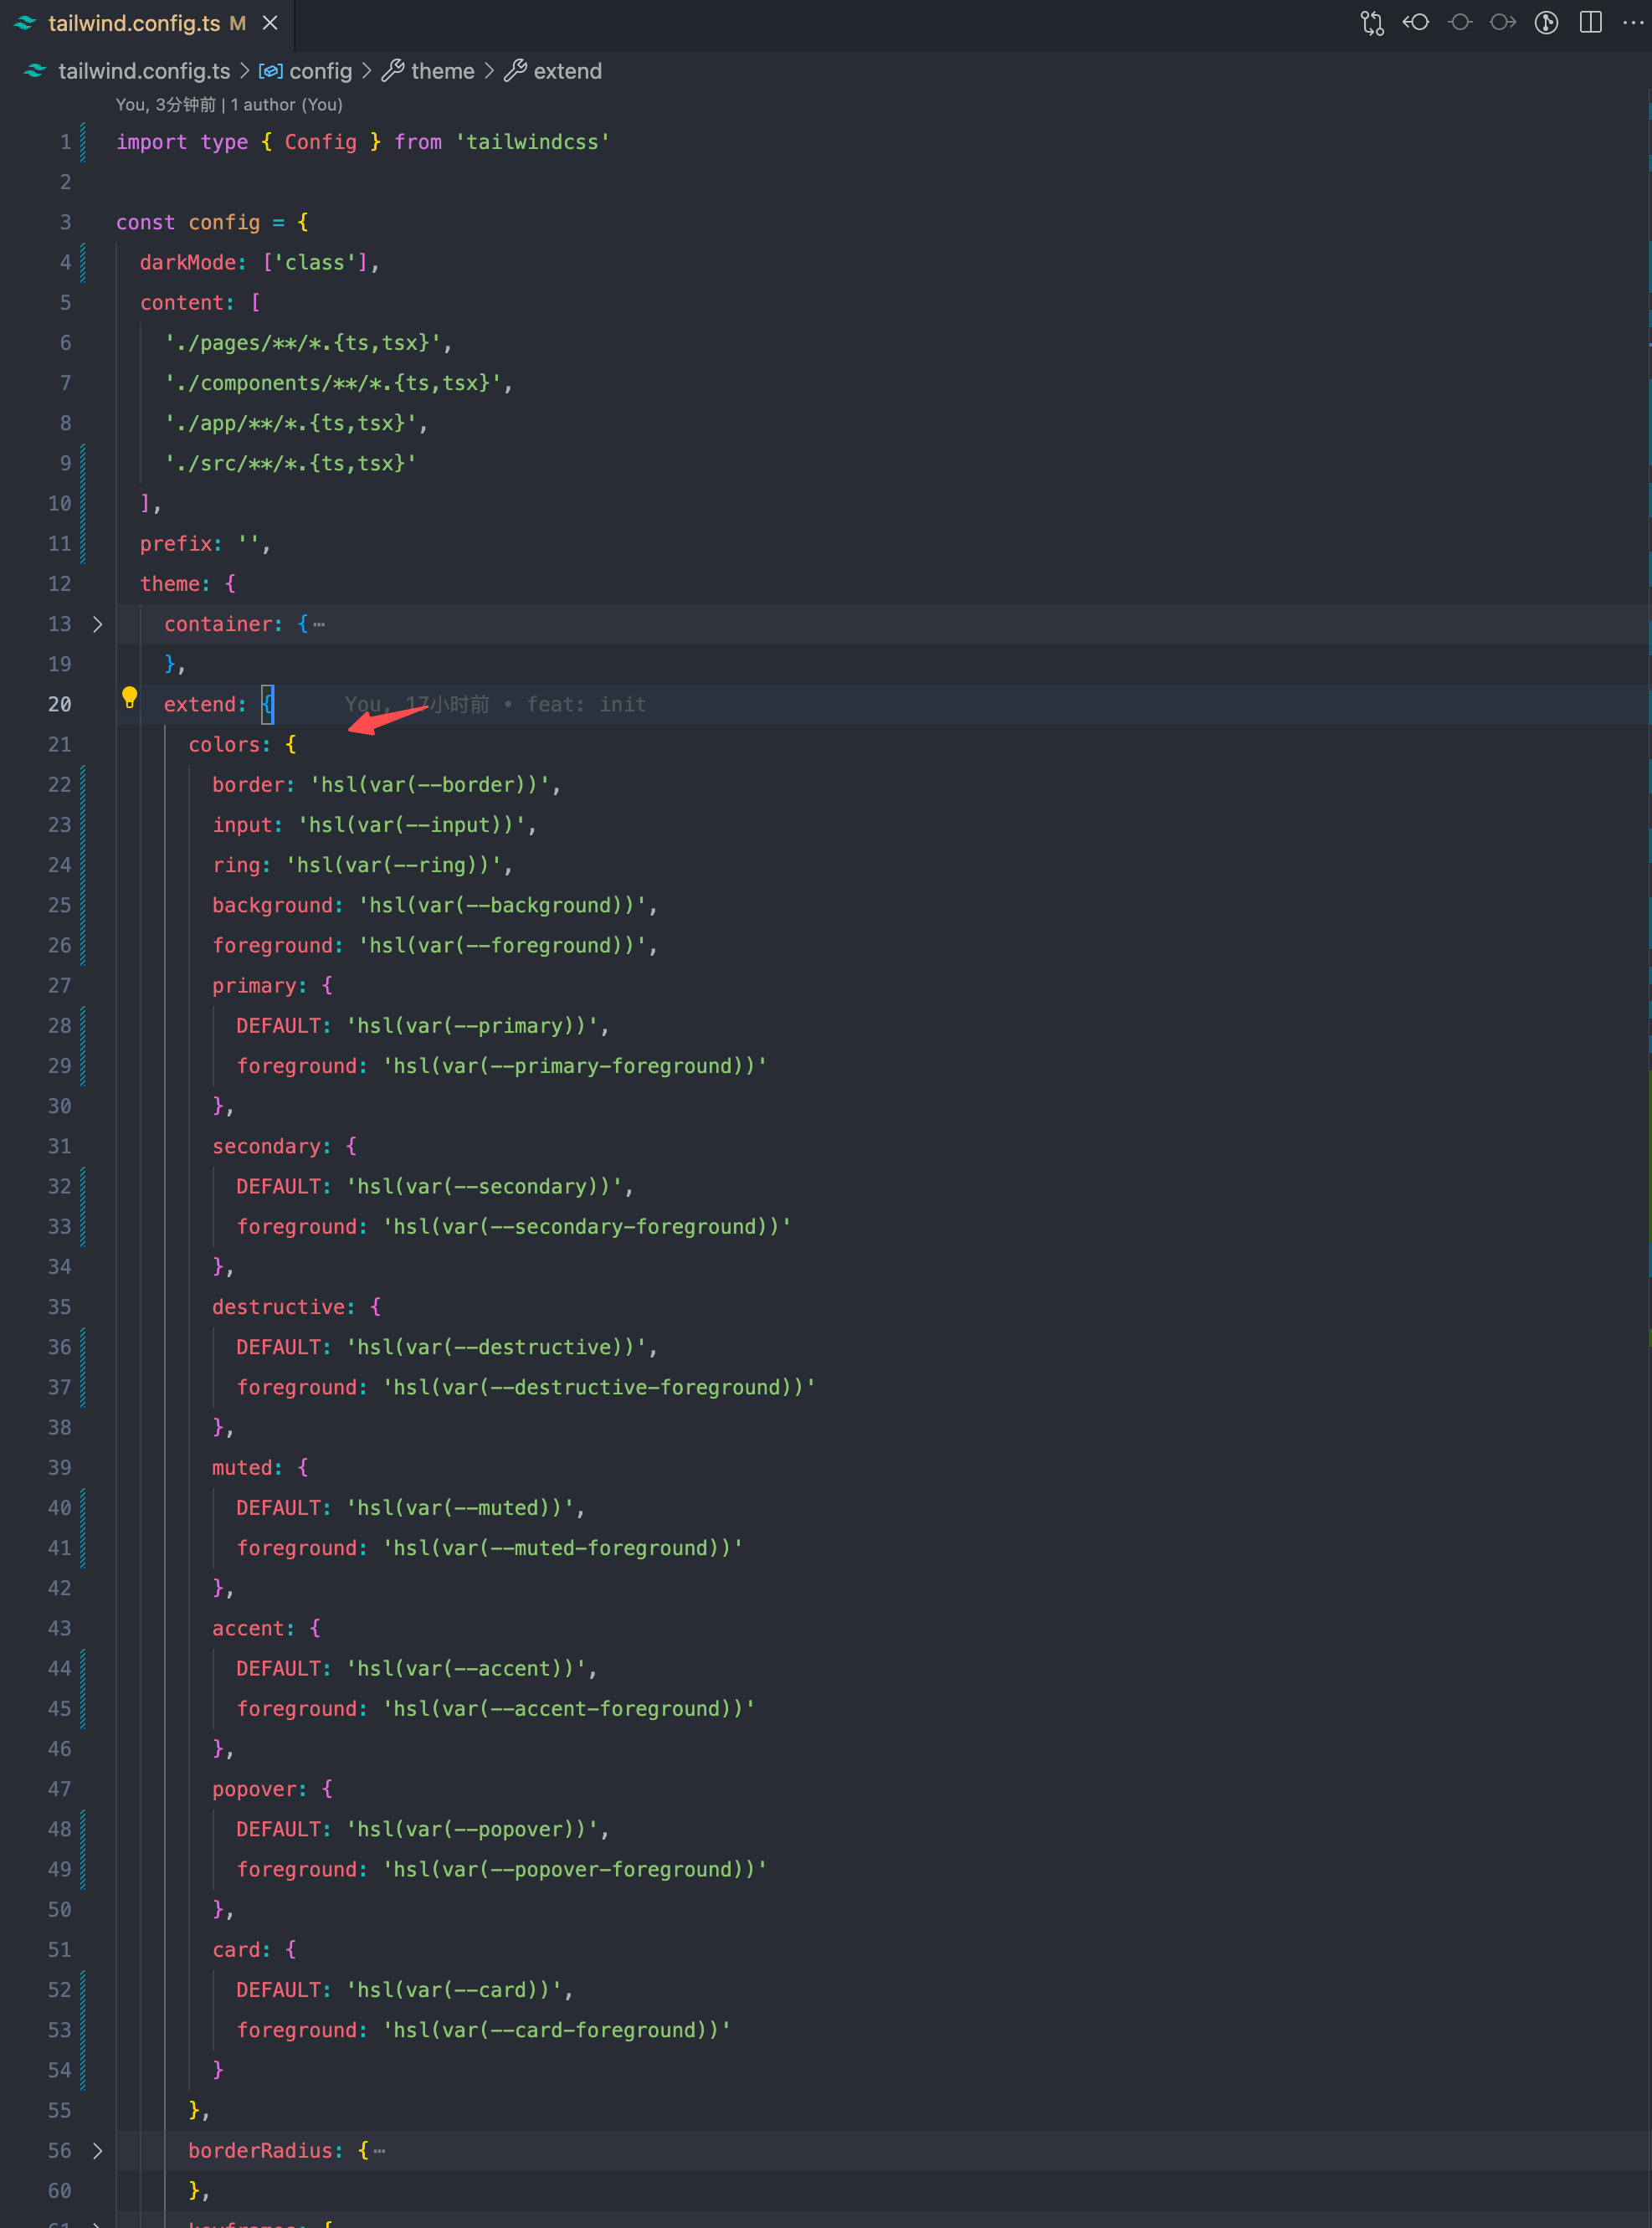 tailwind.config.ts M
tailwind.config.ts > config > theme > extend
You, 3分钟前 | 1 author (You)
1 import type { Config } from 'tailwindcss'
2
3 const config = {
4 darkMode: ['class'],
5 content: [
6 './pages/**/*.{ts,tsx}',
7 './components/**/*.{ts,tsx}',
8 './app/**/*.{ts,tsx}',
9 './src/**/*.{ts,tsx}'
10 ],
11 prefix: '',
12 theme: {
13 container: {…
19 },
20 extend: { You, 17小时前 • feat: init
21 colors: {
22 border: 'hsl(var(--border))',
23 input: 'hsl(var(--input))',
24 ring: 'hsl(var(--ring))',
25 background: 'hsl(var(--background))',
26 foreground: 'hsl(var(--foreground))',
27 primary: {
28 DEFAULT: 'hsl(var(--primary))',
29 foreground: 'hsl(var(--primary-foreground))'
30 },
31 secondary: {
32 DEFAULT: 'hsl(var(--secondary))',
33 foreground: 'hsl(var(--secondary-foreground))'
34 },
35 destructive: {
36 DEFAULT: 'hsl(var(--destructive))',
37 foreground: 'hsl(var(--destructive-foreground))'
38 },
39 muted: {
40 DEFAULT: 'hsl(var(--muted))',
41 foreground: 'hsl(var(--muted-foreground))'
42 },
43 accent: {
44 DEFAULT: 'hsl(var(--accent))',
45 foreground: 'hsl(var(--accent-foreground))'
46 },
47 popover: {
48 DEFAULT: 'hsl(var(--popover))',
49 foreground: 'hsl(var(--popover-foreground))'
50 },
51 card: {
52 DEFAULT: 'hsl(var(--card))',
53 foreground: 'hsl(var(--card-foreground))'
54 }
55 },
56 borderRadius: {…
60 },
61 keyframes: {